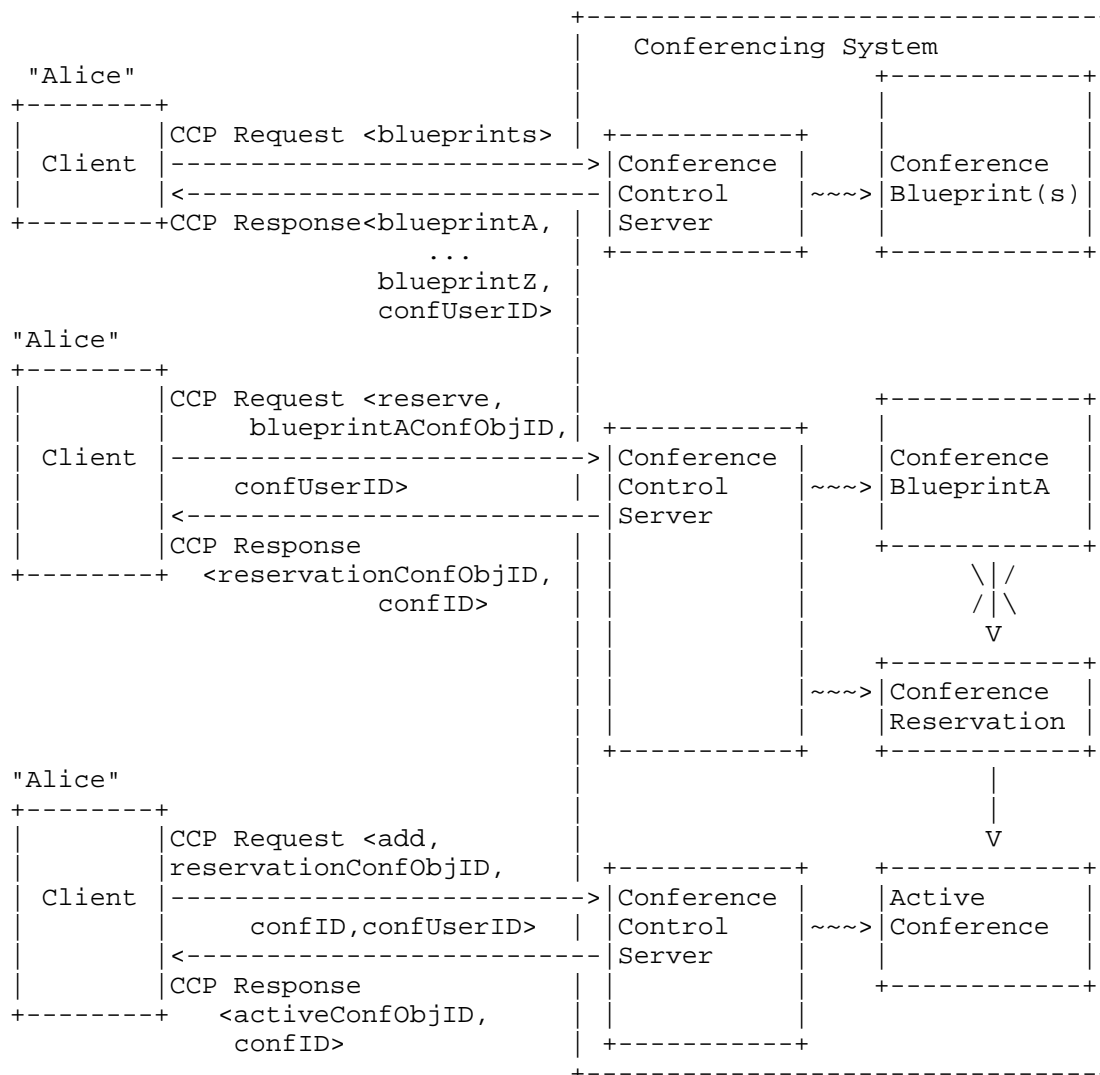 Conferencing System
"Alice"
CCP Request <blueprints>
Client
Conference
Control
Server
Conference
Blueprint(s)
CCP Response<blueprintA,
...
blueprintZ,
confUserID>
"Alice"
CCP Request <reserve,
blueprintAConfObjID,
Client
confUserID>
Conference
Control
Server
Conference
BlueprintA
CCP Response
<reservationConfObjID,
confID>
V
Conference
Reservation
"Alice"
V
CCP Request <add,
reservationConfObjID,
Client
confID,confUserID>
Conference
Control
Server
Active
Conference
CCP Response
<activeConfObjID,
confID>